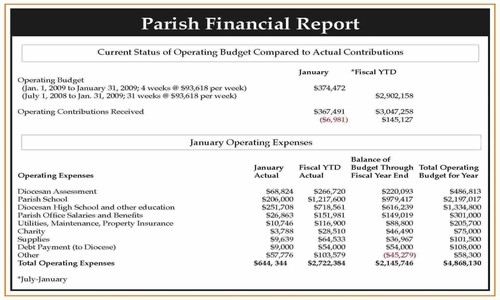 Parish Financial Report
Current Status of Operating Budget Compared to Actual Contributions
January *Fiscal YTD
Operating Budget
(Jan. 1, 2009 to January 31, 2009; 4 weeks @ $93,618 per week) $374,472
(July 1, 2008 to Jan. 31, 2009; 31 weeks @ $93,618 per week) $2,902,158
Operating Contributions Received $367,491 $3,047,258
($6,981) $145,127
January Operating Expenses
Balance of
January Fiscal YTD Budget Through Total Operating
Operating Expenses Actual Actual Fiscal Year End Budget for Year
Diocesan Assessment $68,824 $266,720 $220,093 $486,813
Parish School $206,000 $1,217,600 $979,417 $2,197,017
Diocesan High School and other education $251,708 $718,561 $616,239 $1,334,800
Parish Office Salaries and Benefits $26,863 $151,981 $149,019 $301,000
Utilities, Maintenance, Property Insurance $10,746 $116,900 $88,800 $205,700
Charity $3,788 $28,510 $46,490 $75,000
Supplies $9,639 $64,533 $36,967 $101,500
Debt Payment (to Diocese) $9,000 $54,000 $54,000 $108,000
Other $57,776 $103,579 ($45,279) $58,300
Total Operating Expenses $644, 344 $2,722,384 $2,145,746 $4,868,130
*July-January